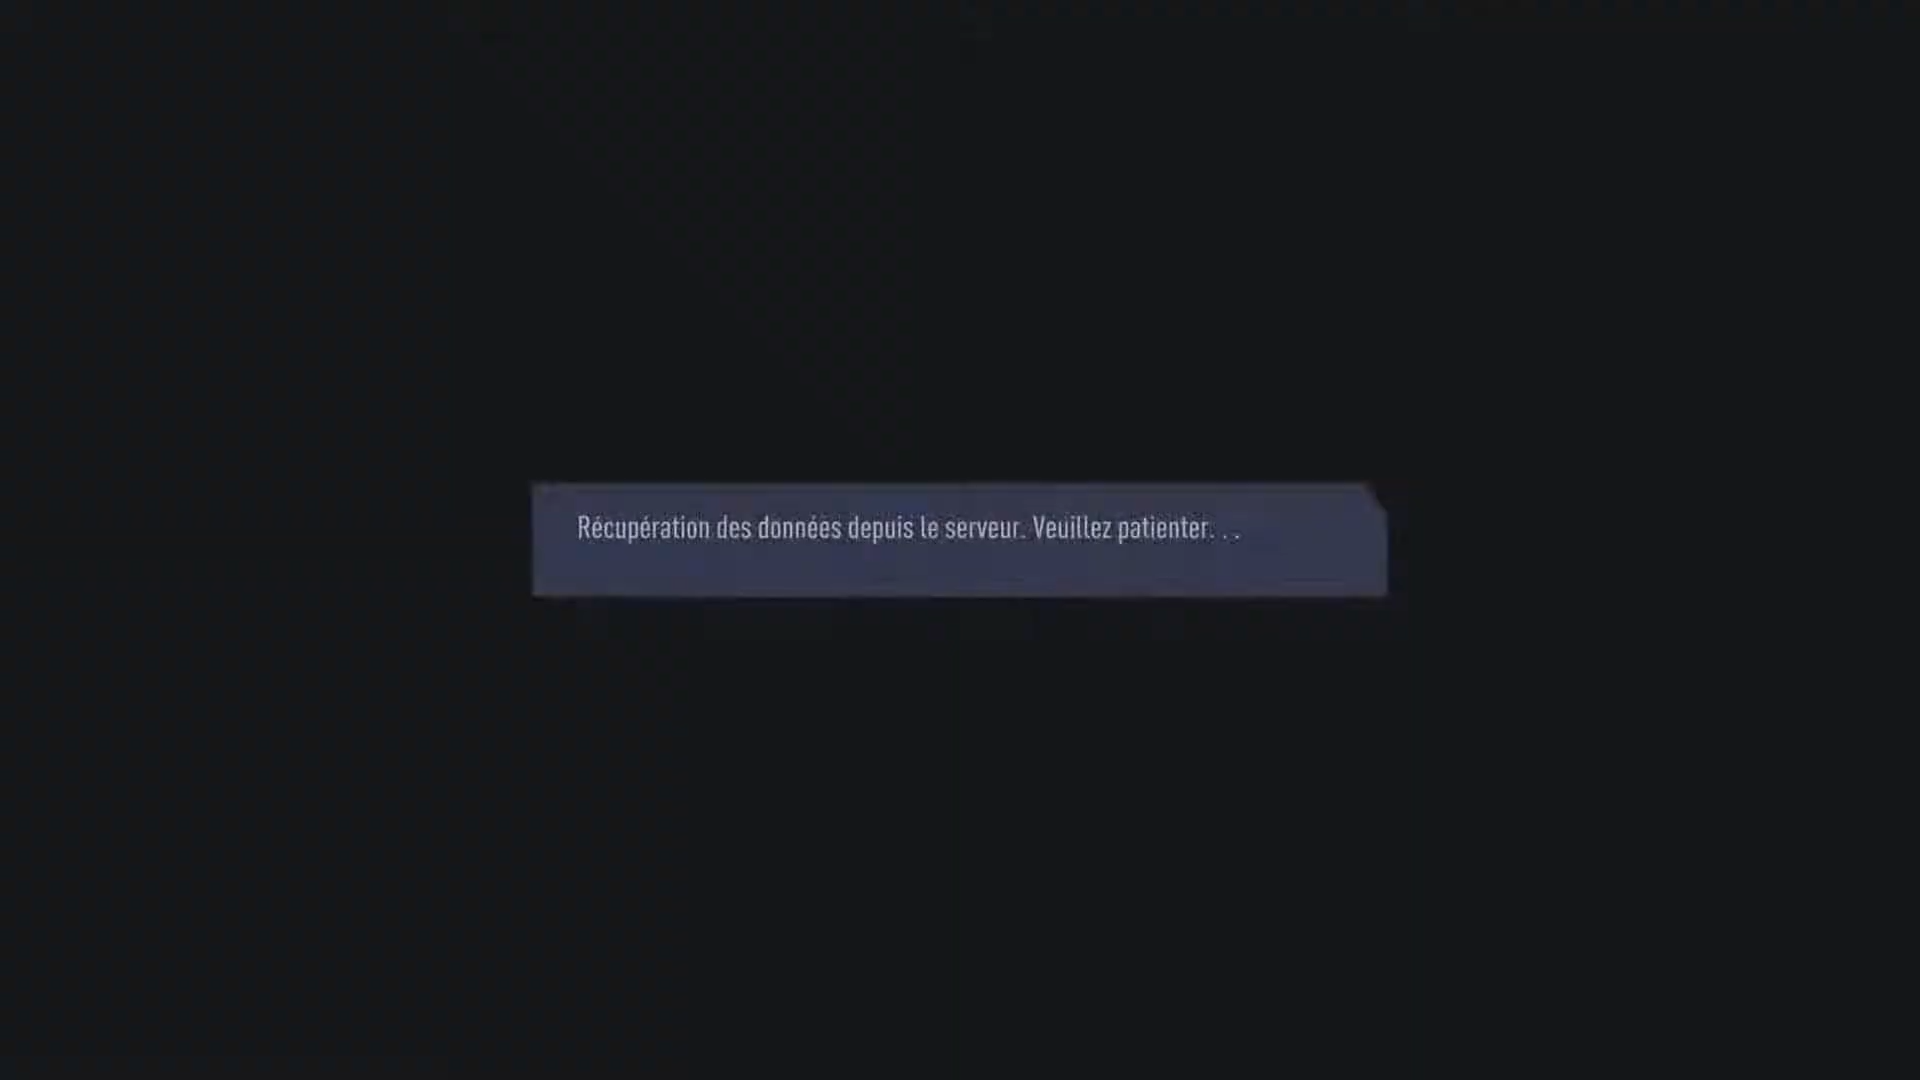 Récupération des données depuis le serveur. Veuillez patienter. . .